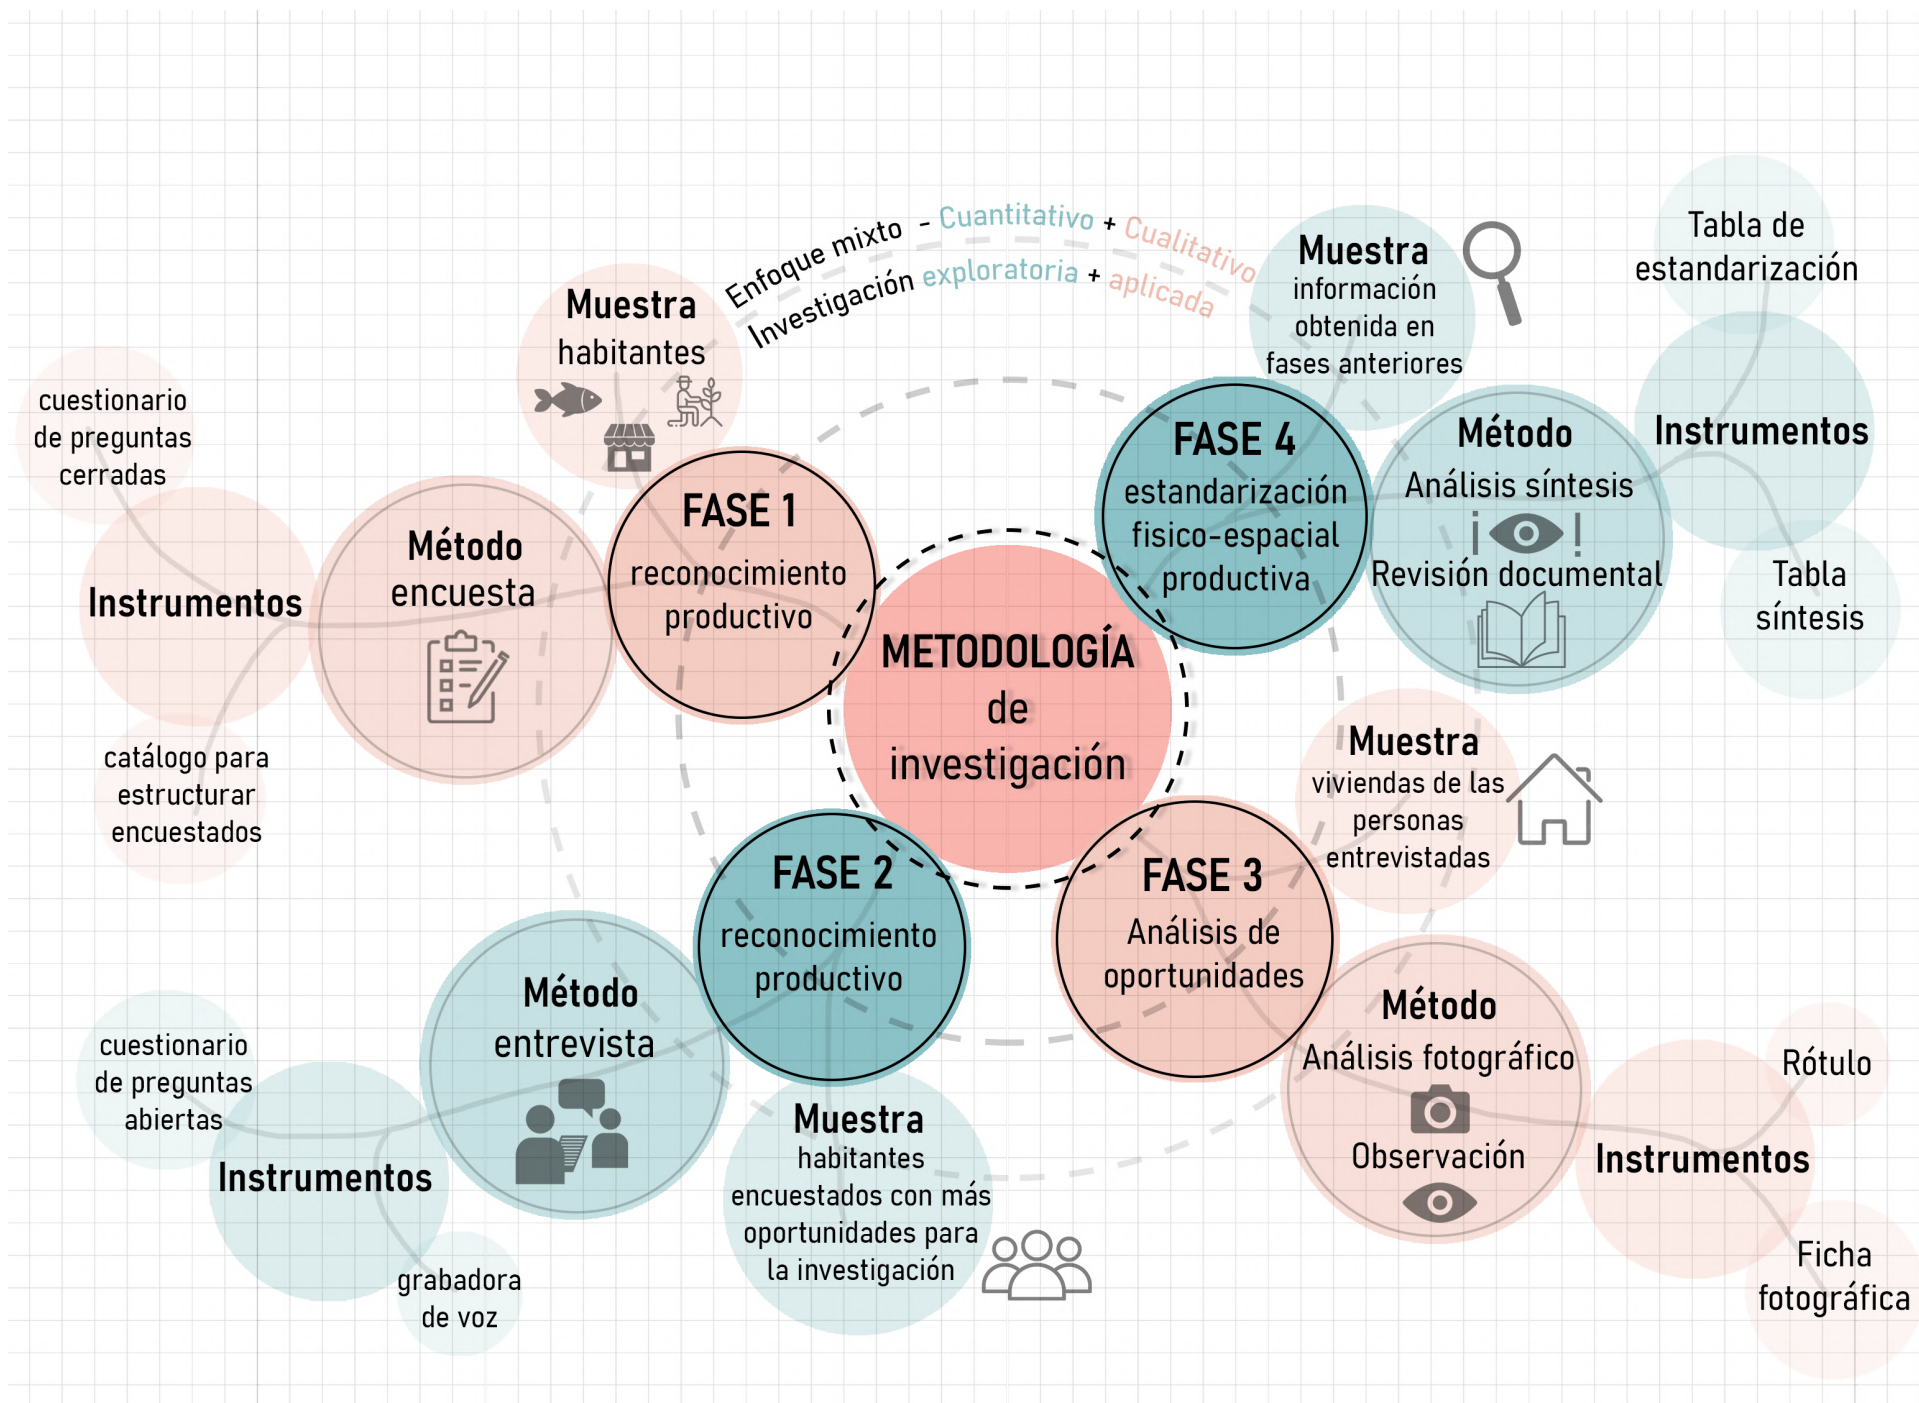 Enfoque mixto - Cuantitativo + Cualitativo
Investigación exploratoria + aplicada
METODOLOGÍA
de
investigación
FASE 1
reconocimiento
productivo
Muestra
habitantes
Método
encuesta
Instrumentos
cuestionario
de preguntas
cerradas
catálogo para
estructurar
encuestados
FASE 2
reconocimiento
productivo
Muestra
habitantes
encuestados con más
oportunidades para
la investigación
Método
entrevista
Instrumentos
cuestionario
de preguntas
abiertas
grabadora
de voz
FASE 3
Análisis de
oportunidades
Muestra
viviendas de las
personas
entrevistadas
Método
Análisis fotográfico
Observación
Instrumentos
Rótulo
Ficha
fotográfica
FASE 4
estandarización
fisico-espacial
productiva
Muestra
información
obtenida en
fases anteriores
Método
Análisis síntesis
¡ !
Revisión documental
Instrumentos
Tabla de
estandarización
Tabla
síntesis